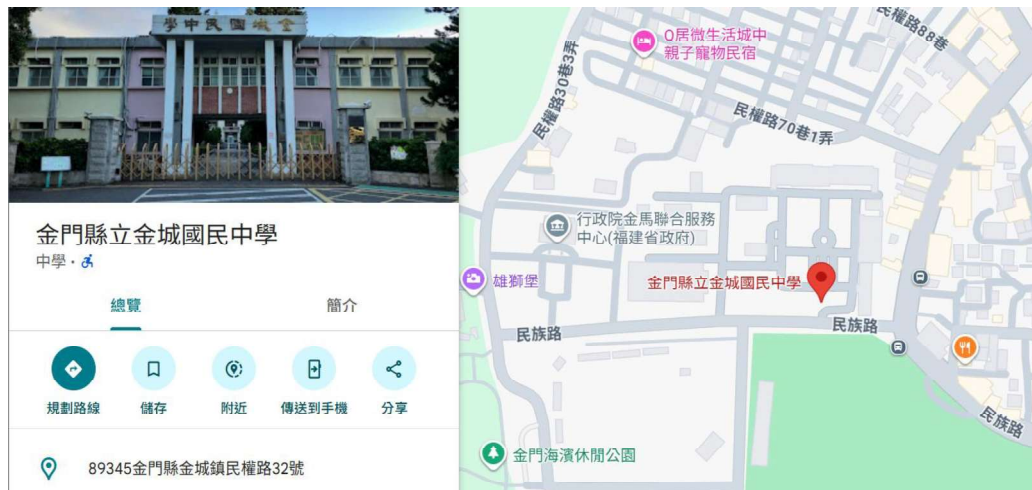 學中民國城金
金門縣立金城國民中學
中學・
總覽
簡介
規劃路線
儲存
附近
傳送到手機
分享
89345金門縣金城鎮民權路32號
民權路88巷
O居微生活城中
親子寵物民宿
民權路30巷3弄
民權路70巷1弄
行政院金馬聯合服務
中心(福建省政府)
雄獅堡
金門縣立金城國民中學
民族路
民族路
民族路
金門海濱休閒公園